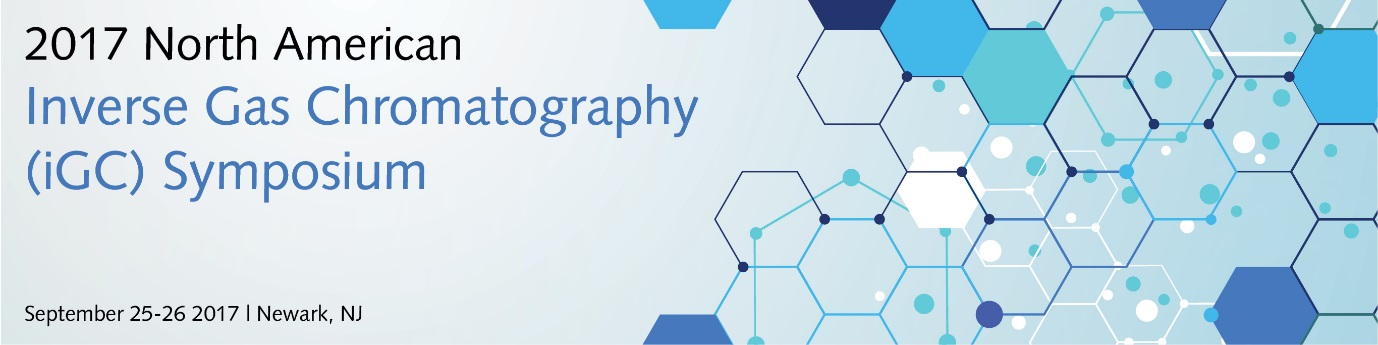 2017 North American
Inverse Gas Chromatography
(iGC) Symposium
September 25-26 2017 | Newark, NJ